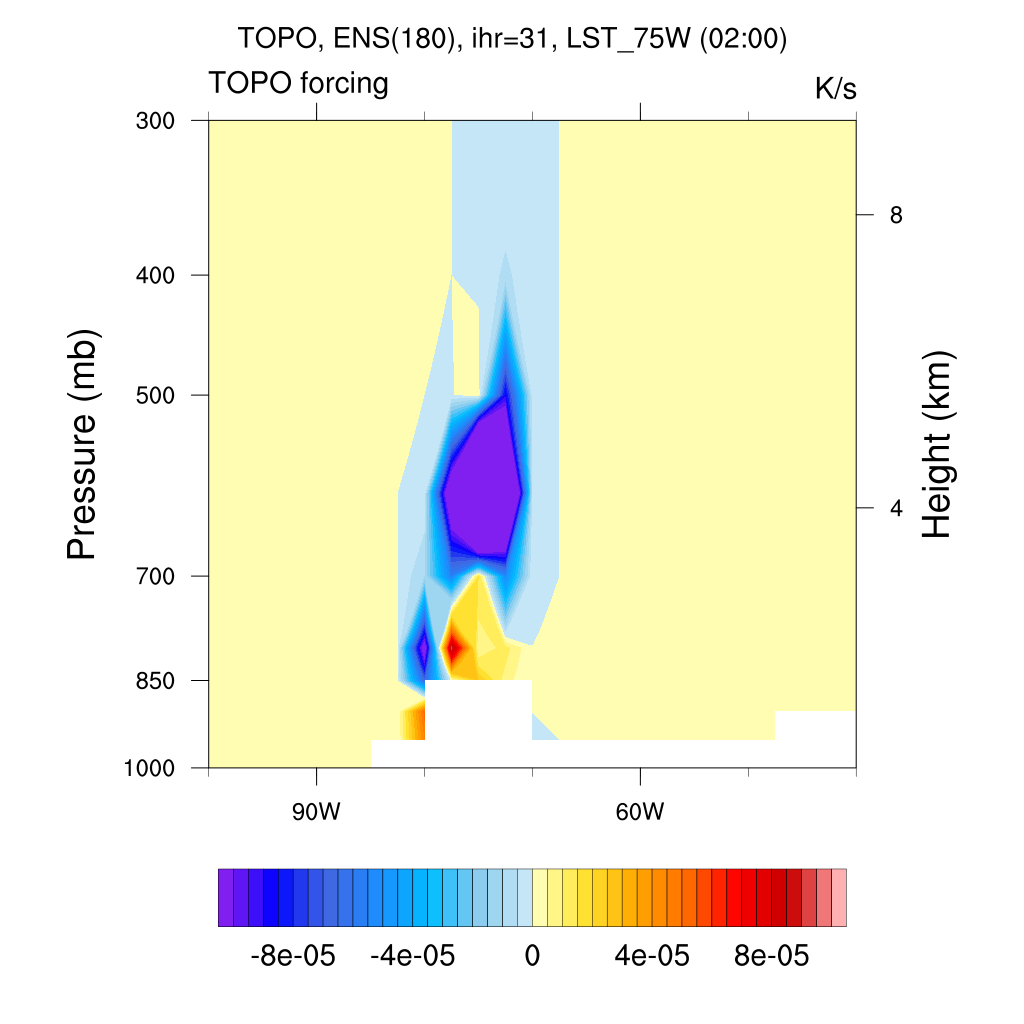 TOPO, ENS(180), ihr=31, LST_75W (02:00)
TOPO forcing
K/s
300
400
500
700
850
1000
Pressure (mb)
8
4
Height (km)
90W
60W
-8e-05
-4e-05
0
4e-05
8e-05